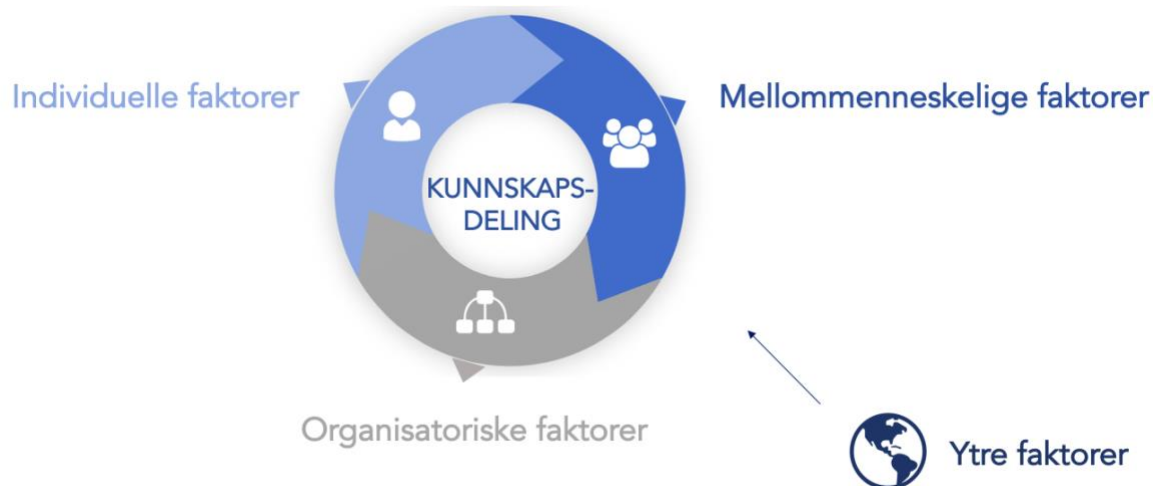 Individuelle faktorer
Mellommenneskelige faktorer
KUNNSKAPS-
DELING
Organisatoriske faktorer
Ytre faktorer